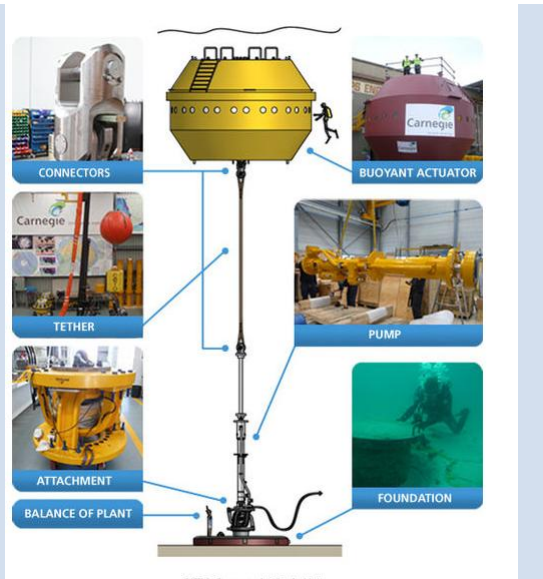 CONNECTORS
Carnegie
BUOYANT ACTUATOR
Carnegie
TETHER
PUMP
ATTACHMENT
BALANCE OF PLANT
FOUNDATION